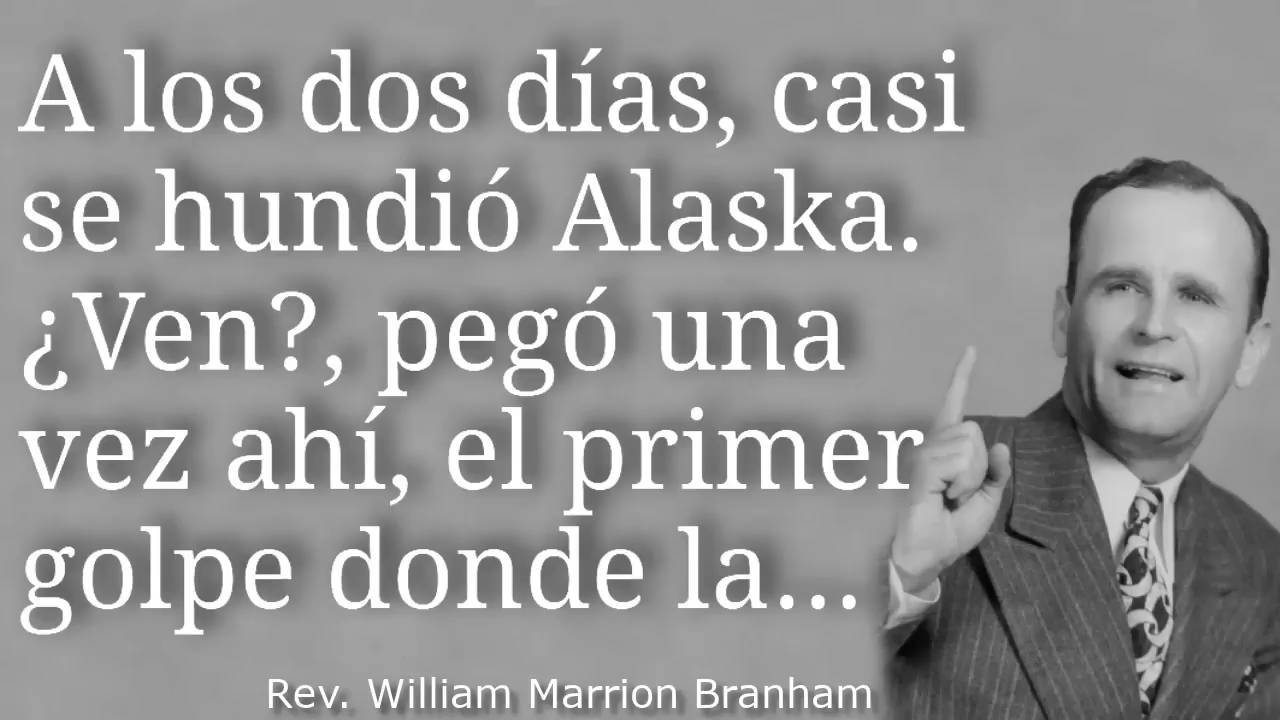 A los dos días, casi
se hundió Alaska.
¿Ven?, pegó una
vez ahí, el primer
golpe donde la...
Rev. William Marrion Branham